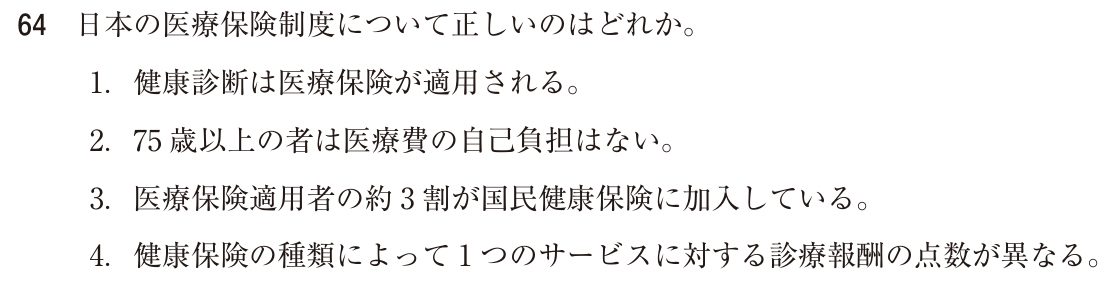 64 日本の医療保険制度について正しいのはどれか。
1. 健康診断は医療保険が適用される。
2. 75歳以上の者は医療費の自己負担はない。
3. 医療保険適用者の約3割が国民健康保険に加入している。
4. 健康保険の種類によって1つのサービスに対する診療報酬の点数が異なる。